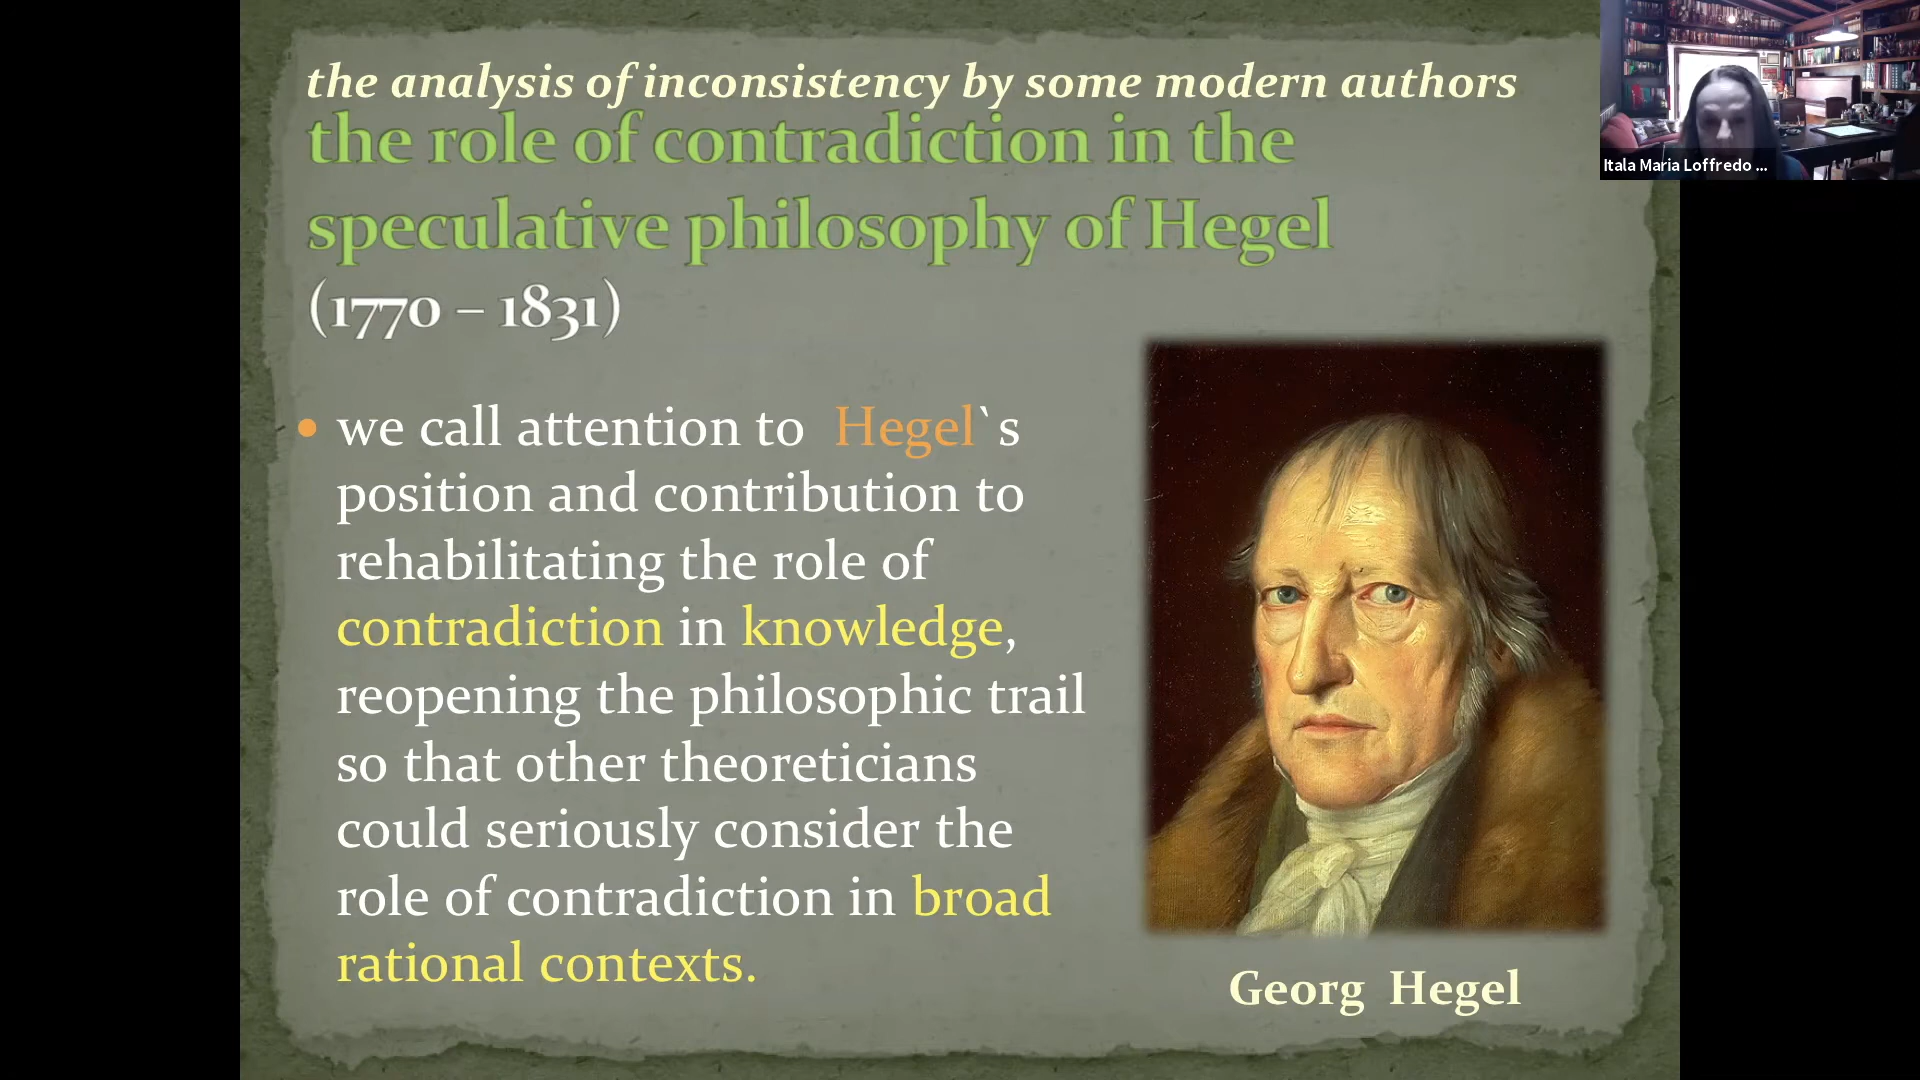 the analysis of inconsistency by some modern authors
the role of contradiction in the
speculative philosophy of Hegel
(1770 – 1831)
• we call attention to Hegel`s
position and contribution to
rehabilitating the role of
contradiction in knowledge,
reopening the philosophic trail
so that other theoreticians
could seriously consider the
role of contradiction in broad
rational contexts.
Georg Hegel
Itala Maria Loffredo ...